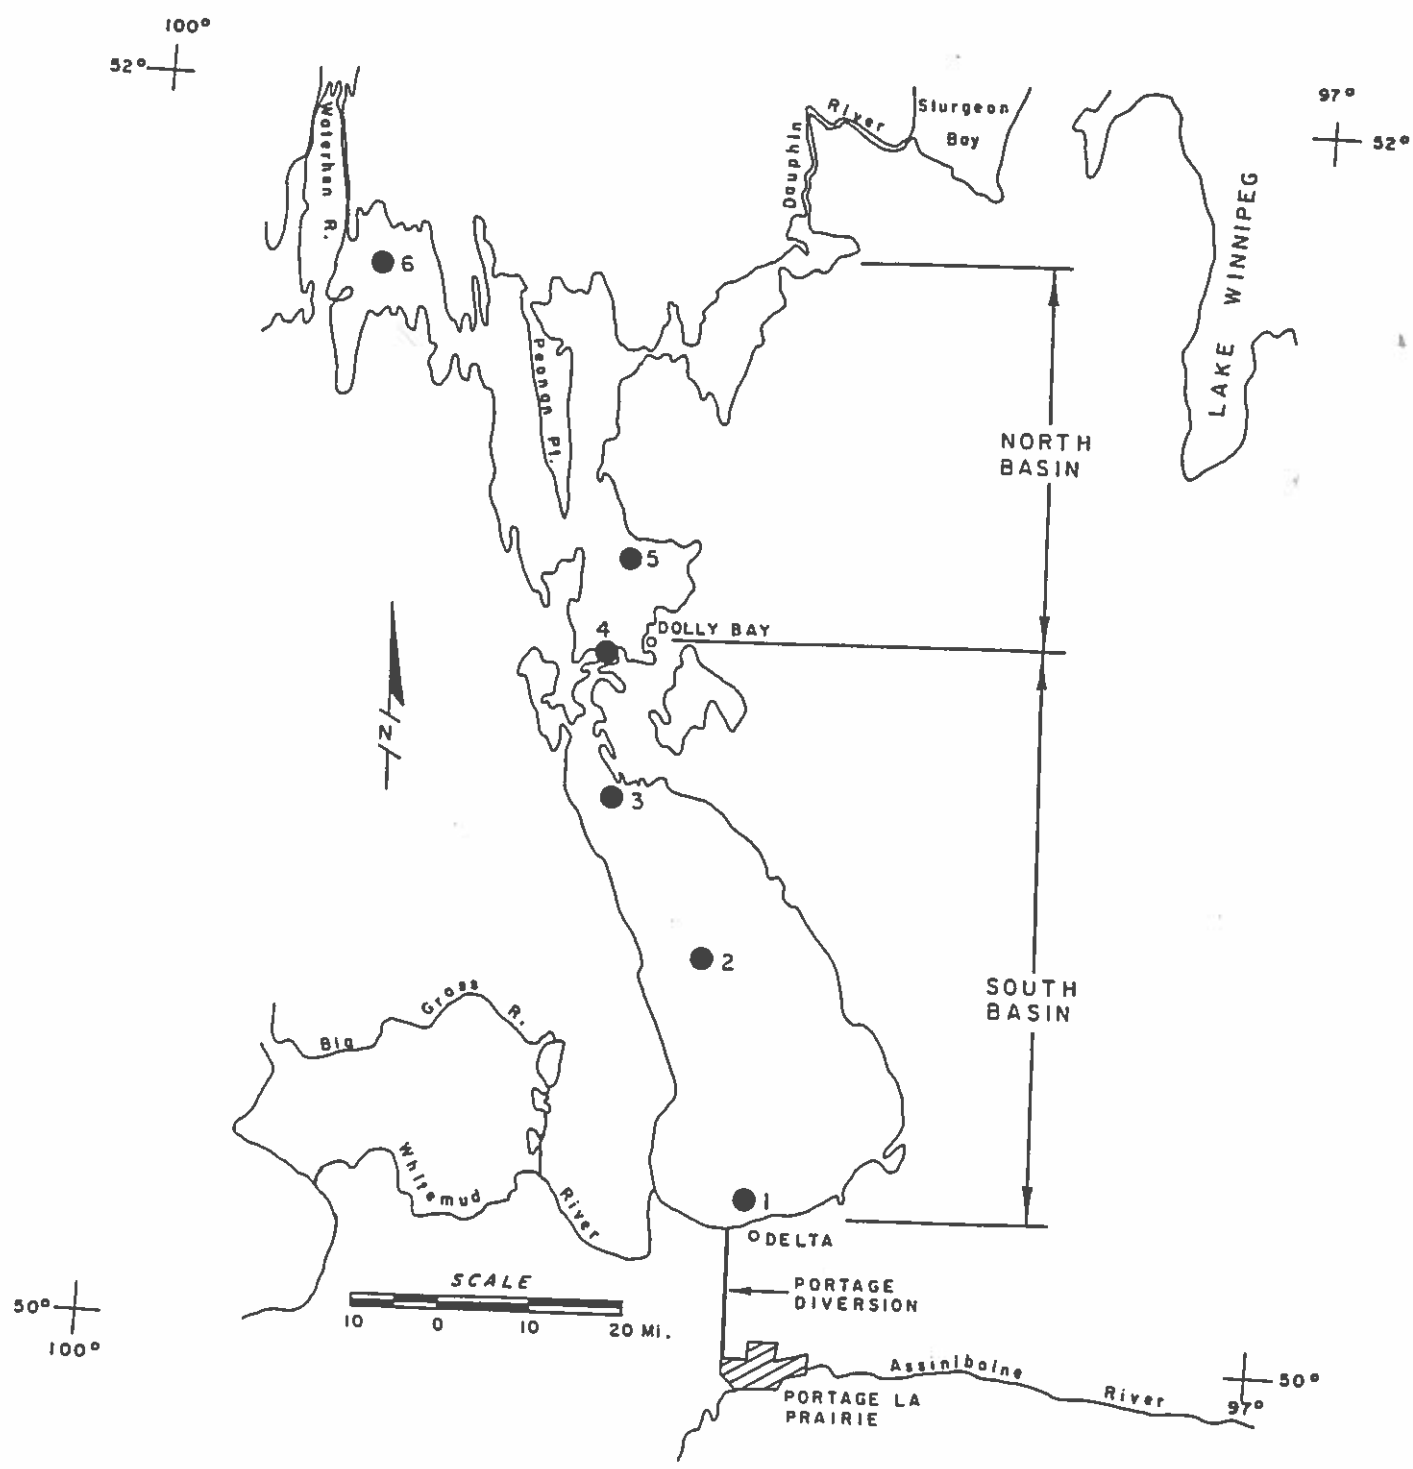 100°
52°
97°
52°
Waterhen R.
River
Sturgeon
Bay
Dauphin
LAKE WINNIPEG
6
Peonan Pt.
NORTH
BASIN
5
4
DOLLY BAY
N
3
2
SOUTH
BASIN
Big Grass R.
Whitemud River
1
DELTA
SCALE
10 0 10 20 MI.
PORTAGE
DIVERSION
50°
100°
Assiniboine River
PORTAGE LA
PRAIRIE
50°
97°